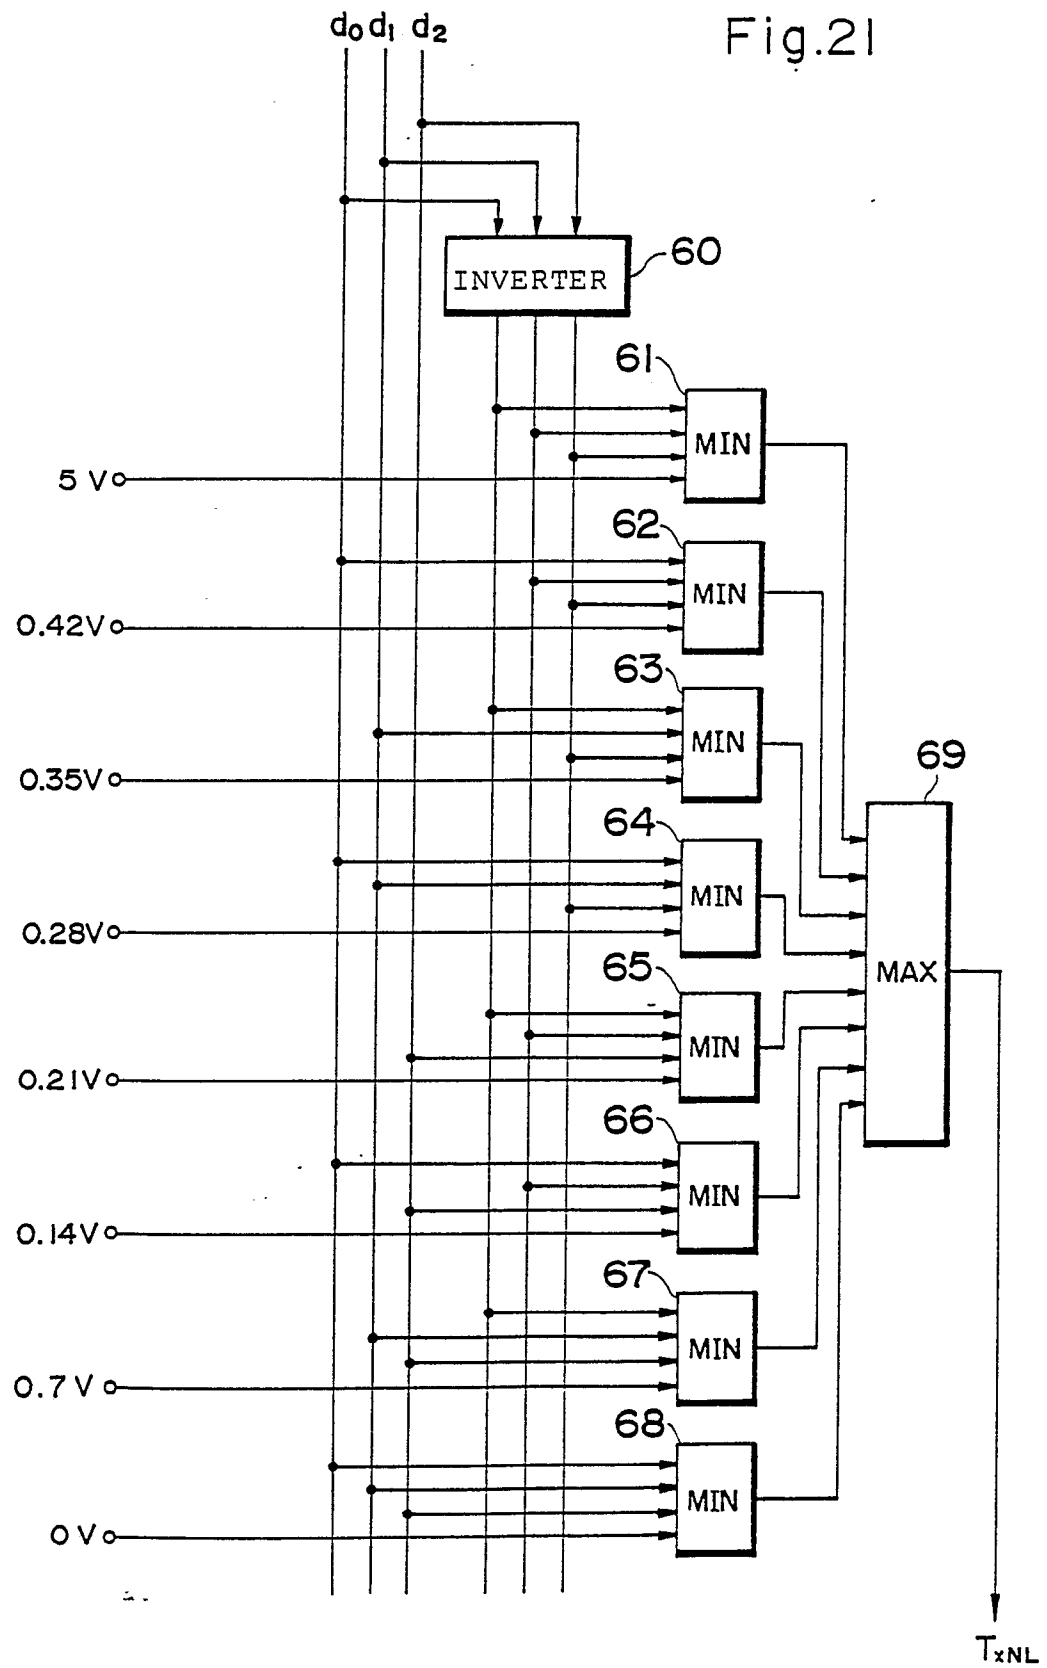 d₀ d₁ d₂
Fig.21
60
INVERTER
61
MIN
5 V
62
MIN
0.42V
63
MIN
0.35V
69
64
MIN
0.28V
MAX
65
MIN
0.21V
66
MIN
0.14V
67
MIN
0.7 V
68
MIN
0 V
TxNL